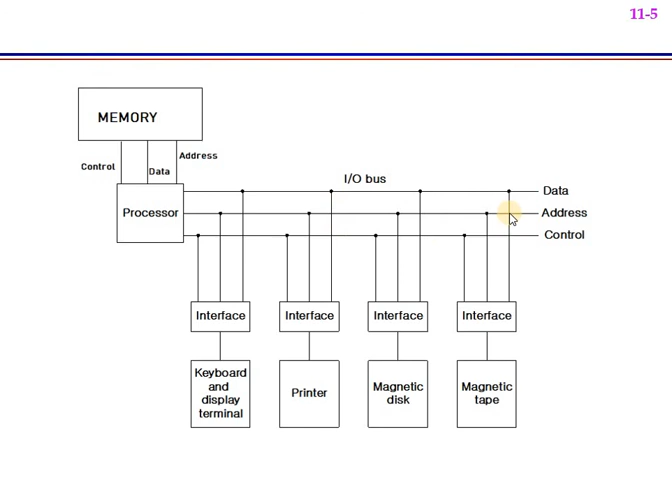 11-5
MEMORY
Control
Data
Address
I/O bus
Data
Processor
Address
Control
Interface
Interface
Interface
Interface
Keyboard
and
display
terminal
Printer
Magnetic
disk
Magnetic
tape